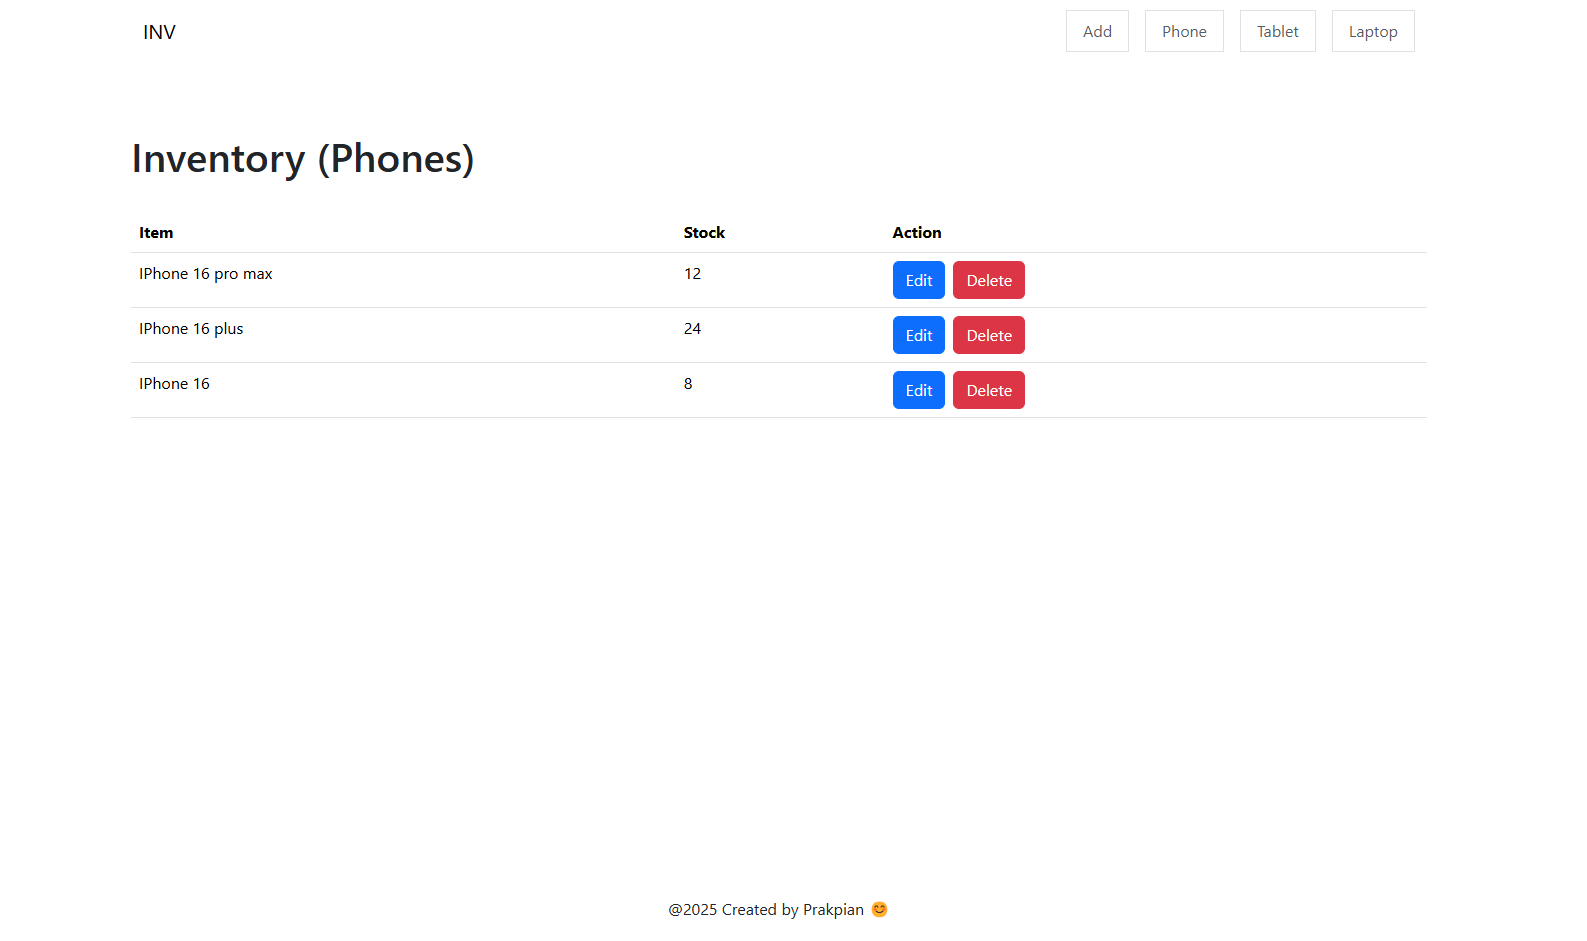 INV Add Phone Tablet Laptop
Inventory (Phones)
Item Stock Action
IPhone 16 pro max 12 Edit Delete
IPhone 16 plus 24 Edit Delete
IPhone 16 8 Edit Delete
@2025 Created by Prakpian 😊